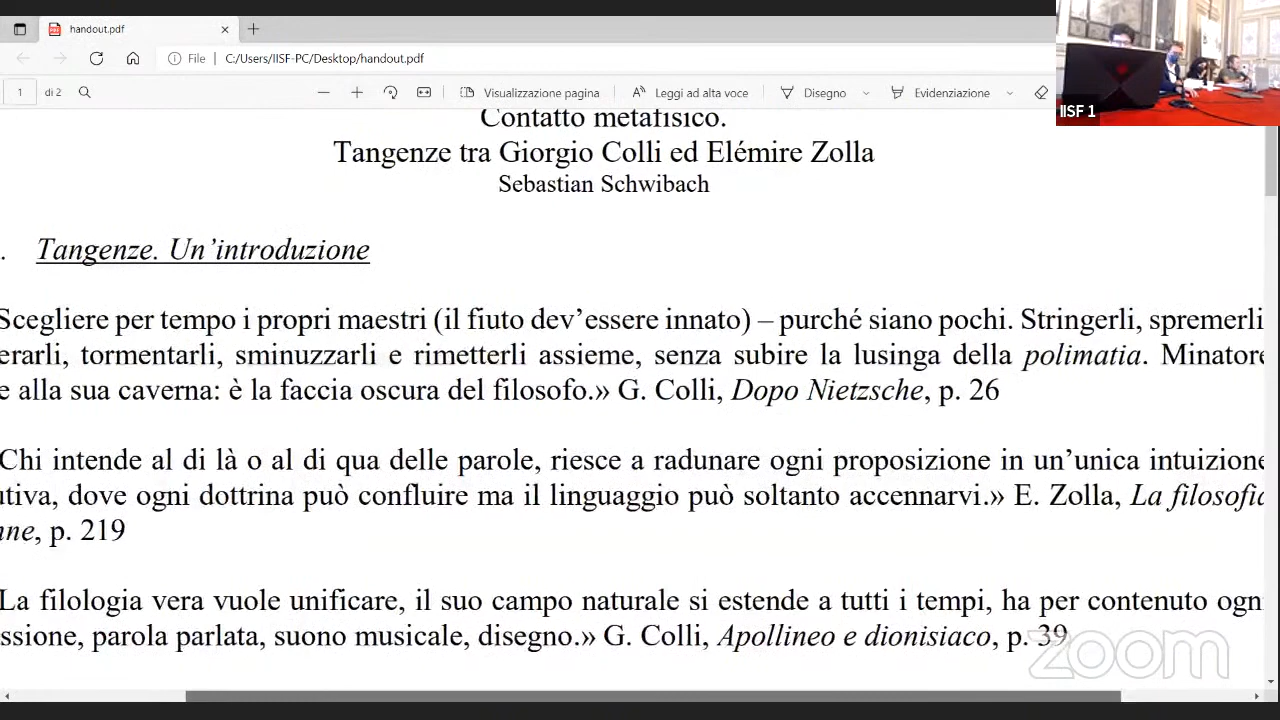 handout.pdf
File
C:/Users/IISF-PC/Desktop/handout.pdf
1 di 2
Visualizzazione pagina
Leggi ad alta voce
Disegno
Evidenziazione
IISF 1
Contatto metafisico.
Tangenze tra Giorgio Colli ed Elémire Zolla
Sebastian Schwibach
. Tangenze. Un’introduzione
Scegliere per tempo i propri maestri (il fiuto dev’essere innato) – purché siano pochi. Stringerli, spremerli
erarli, tormentarli, sminuzzarli e rimetterli assieme, senza subire la lusinga della polimatia. Minatore
e alla sua caverna: è la faccia oscura del filosofo.» G. Colli, Dopo Nietzsche, p. 26
Chi intende al di là o al di qua delle parole, riesce a radunare ogni proposizione in un’unica intuizione
utiva, dove ogni dottrina può confluire ma il linguaggio può soltanto accennarvi.» E. Zolla, La filosofia
nne, p. 219
La filologia vera vuole unificare, il suo campo naturale si estende a tutti i tempi, ha per contenuto ogni
ssione, parola parlata, suono musicale, disegno.» G. Colli, Apollineo e dionisiaco, p. 39
zoom